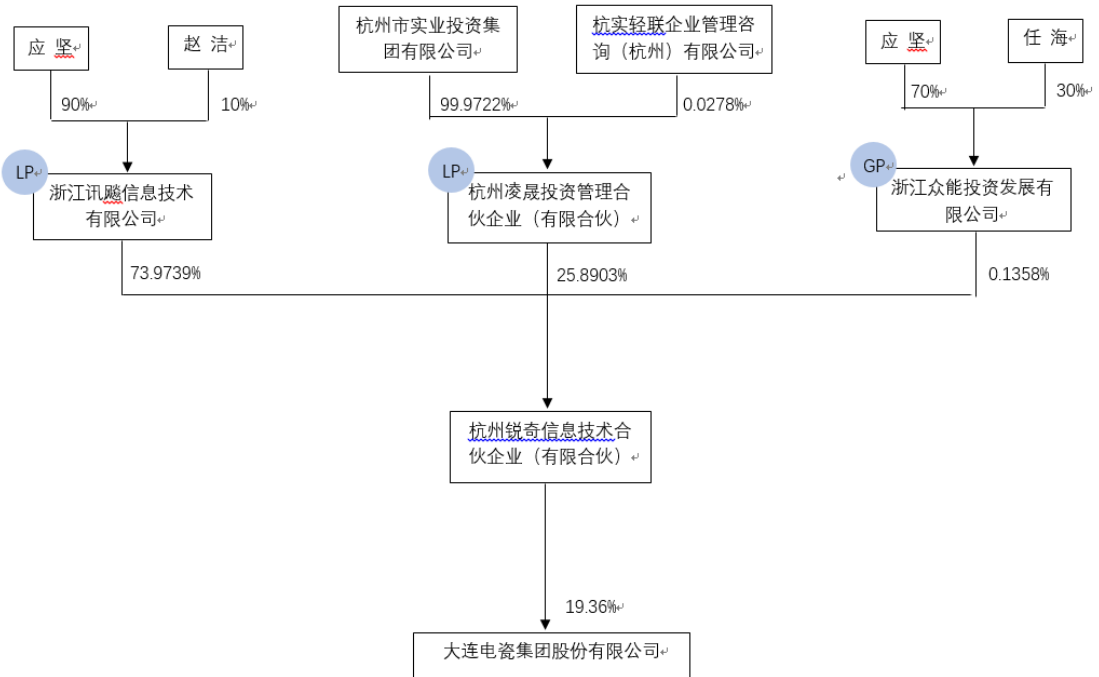 应 坚
赵 洁
杭州市实业投资集
团有限公司
杭实轻联企业管理咨
询（杭州）有限公司
应 坚
任 海
90%
10%
99.9722%
0.0278%
70%
30%
LP
浙江讯飚信息技术
有限公司
LP
杭州凌晟投资管理合
伙企业（有限合伙）
GP
浙江众能投资发展有
限公司
73.9739%
25.8903%
0.1358%
杭州锐奇信息技术合
伙企业（有限合伙）
19.36%
大连电瓷集团股份有限公司